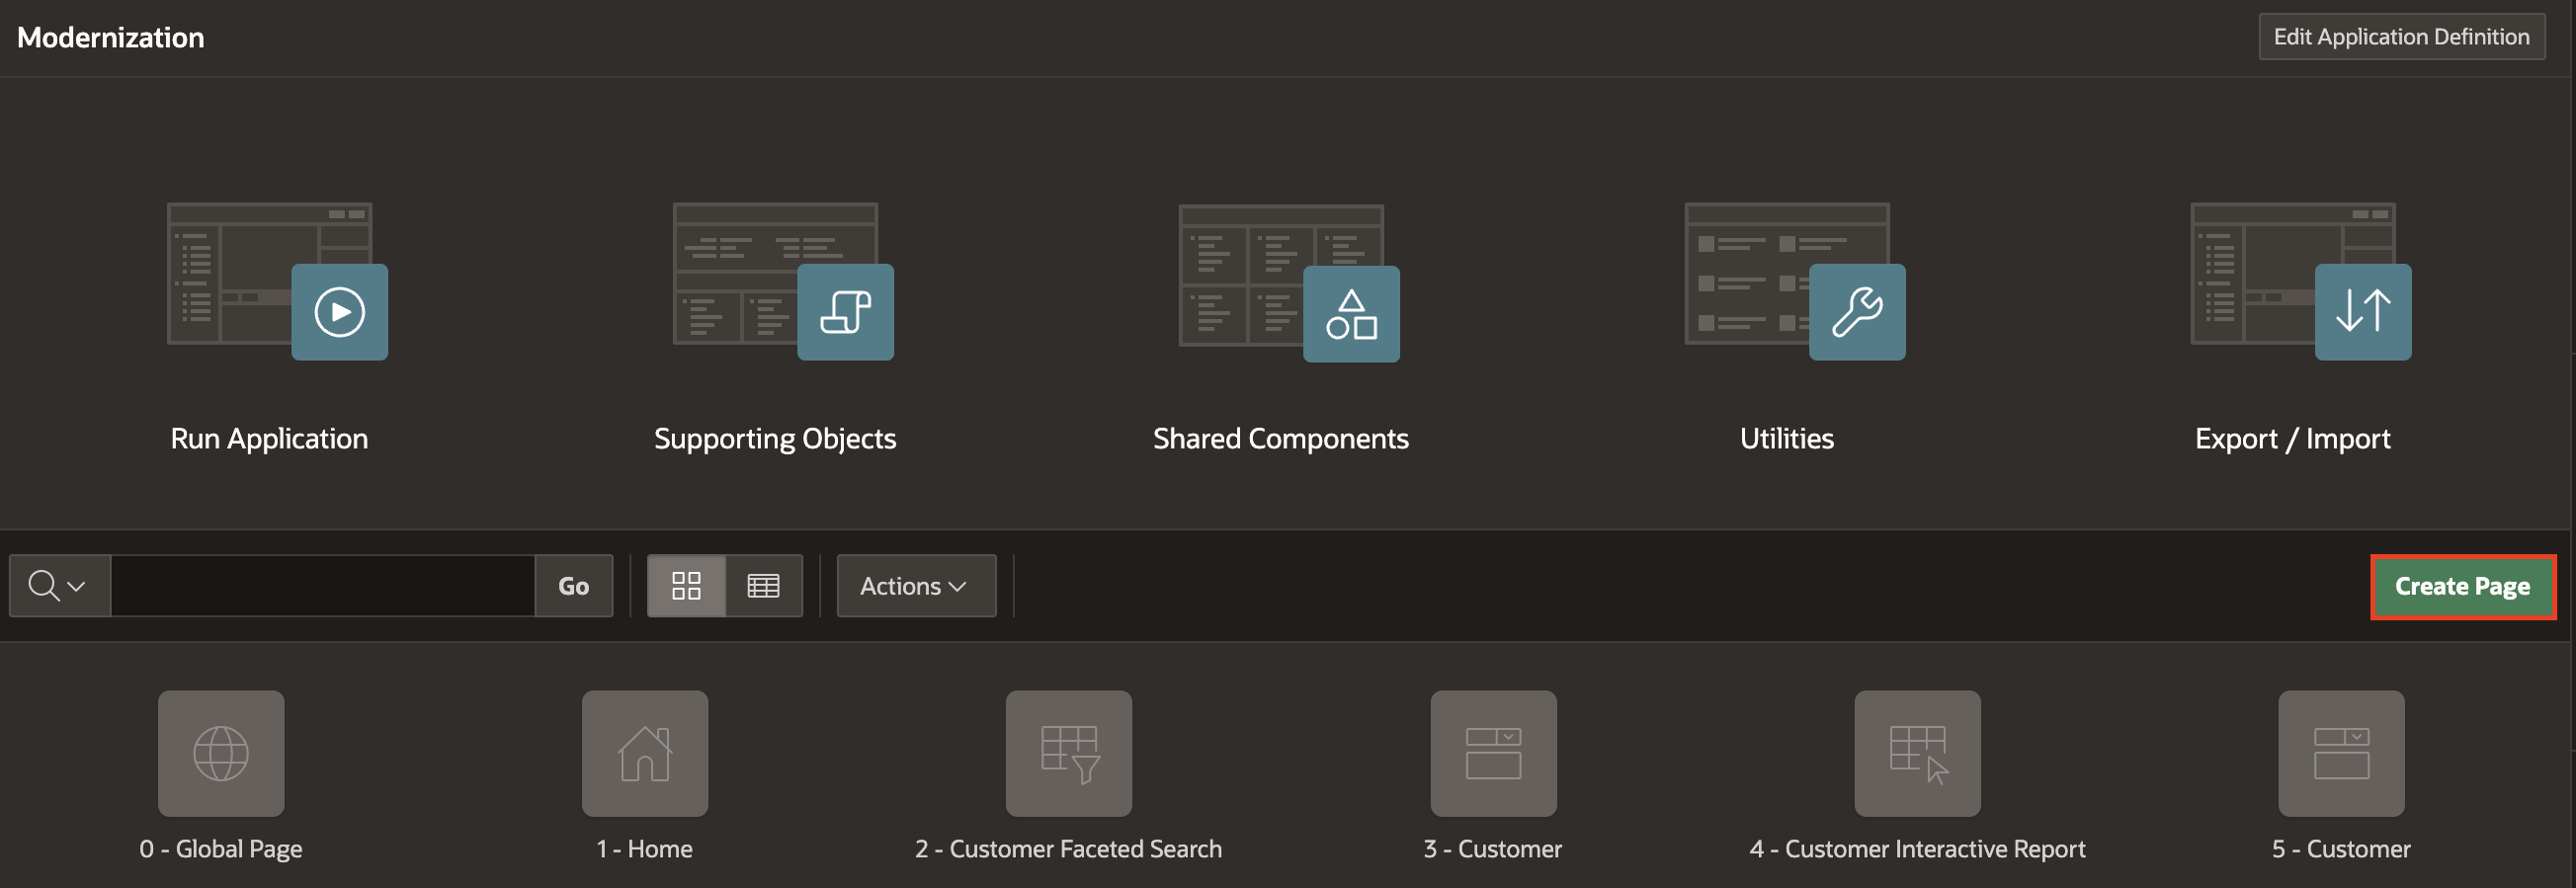 Modernization
Edit Application Definition
Run Application
Supporting Objects
Shared Components
Utilities
Export / Import
Go
Actions
Create Page
0 - Global Page
1 - Home
2 - Customer Faceted Search
3 - Customer
4 - Customer Interactive Report
5 - Customer